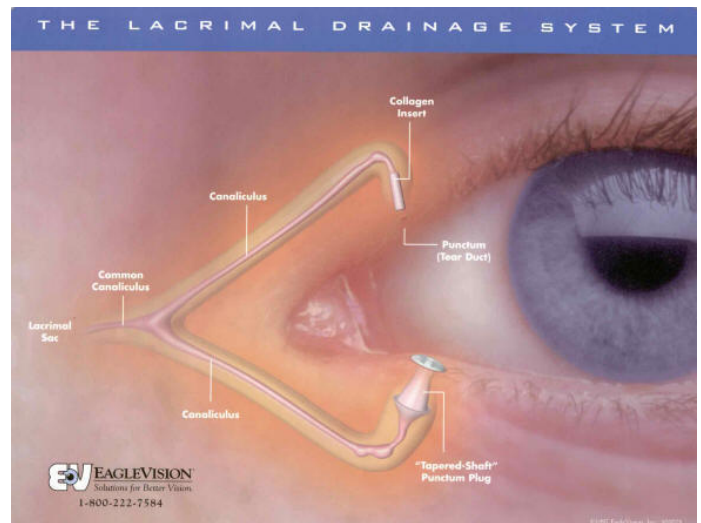 THE LACRIMAL DRAINAGE SYSTEM
Collagen
Insert
Canaliculus
Punctum
(Tear Duct)
Common
Canaliculus
Lacrimal
Sac
Canaliculus
"Tapered-Shaft"
Punctum Plug
EV EAGLEVISION
Solutions for Better Vision.
1-800-222-7584